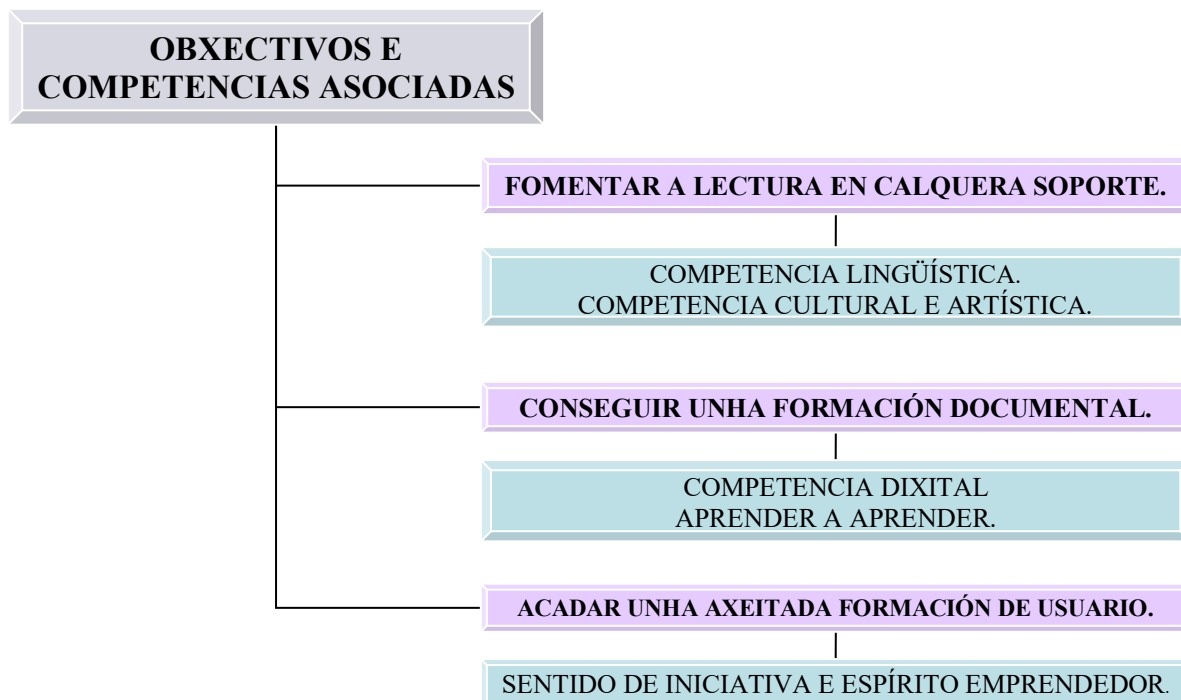 OBXECTIVOS E
COMPETENCIAS ASOCIADAS
FOMENTAR A LECTURA EN CALQUERA SOPORTE.
COMPETENCIA LINGÜÍSTICA.
COMPETENCIA CULTURAL E ARTÍSTICA.
CONSEGUIR UNHA FORMACIÓN DOCUMENTAL.
COMPETENCIA DIXITAL
APRENDER A APRENDER.
ACADAR UNHA AXEITADA FORMACIÓN DE USUARIO.
SENTIDO DE INICIATIVA E ESPÍRITO EMPRENDEDOR.